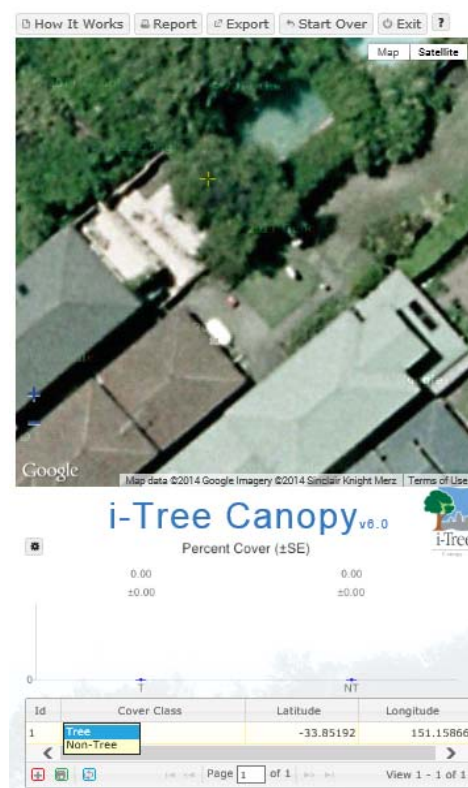 How It Works Report Export Start Over Exit ?
Map Satellite
Google
Map data ©2014 Google Imagery ©2014 Sinclair Knight Merz Terms of Use
i-Tree Canopy v6.0
i-Tree
Percent Cover (±SE)
0.00 0.00
±0.00 ±0.00
0
T NT
Id Cover Class Latitude Longitude
1 Tree -33.85192 151.15866
Non-Tree
Page 1 of 1 View 1 - 1 of 1